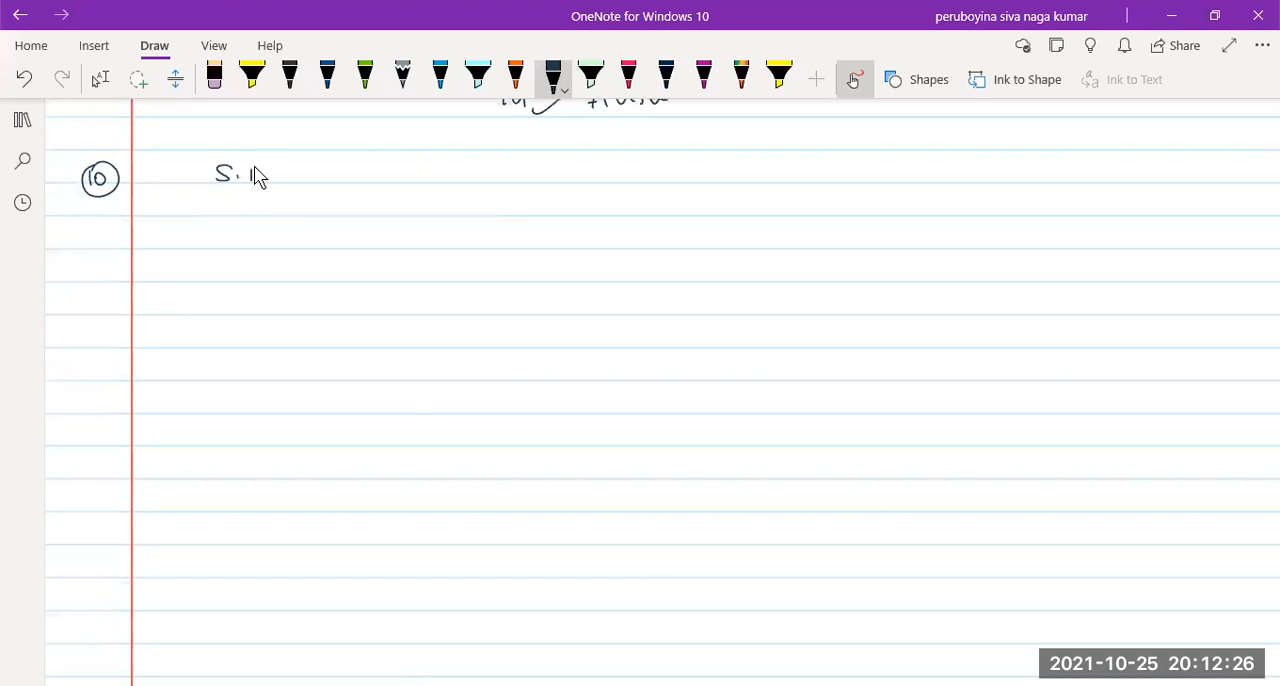 OneNote for Windows 10
peruboyina siva naga kumar
Home Insert Draw View Help
Share
Shapes
Ink to Shape
Ink to Text
10 S.
2021-10-25 20:12:26